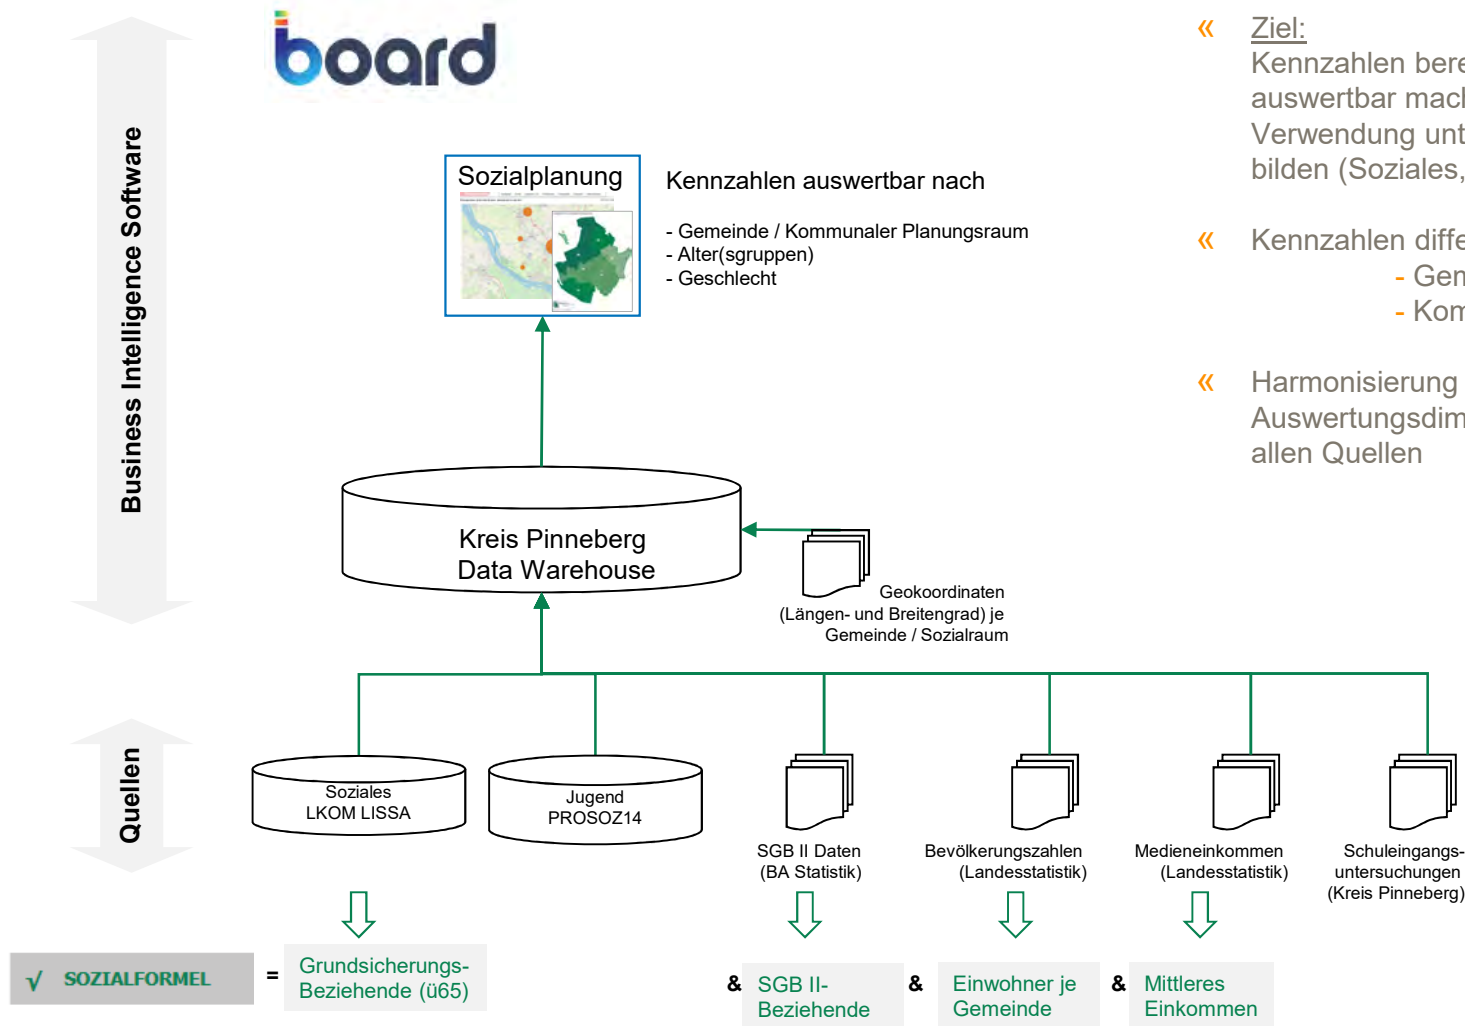 board
Business Intelligence Software
Sozialplanung
Kennzahlen auswertbar nach
- Gemeinde / Kommunaler Planungsraum
- Alter(sgruppen)
- Geschlecht
« Ziel:
Kennzahlen bere
auswertbar mach
Verwendung unt
bilden (Soziales,
« Kennzahlen diffe
- Gen
- Kom
« Harmonisierung
Auswertungsdim
allen Quellen
Kreis Pinneberg
Data Warehouse
Geokoordinaten
(Längen- und Breitengrad) je
Gemeinde / Sozialraum
Quellen
Soziales
LKOM LISSA
Jugend
PROSOZ14
SGB II Daten
(BA Statistik)
Bevölkerungszahlen
(Landesstatistik)
Medieneinkommen
(Landesstatistik)
Schuleingangs-
untersuchungen
(Kreis Pinneberg)
√ SOZIALFORMEL
=
Grundsicherungs-
Beziehende (ü65)
&
SGB II-
Beziehende
&
Einwohner je
Gemeinde
&
Mittleres
Einkommen